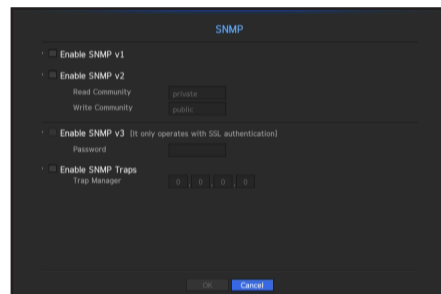 SNMP
Enable SNMP v1
Enable SNMP v2
Read Community private
Write Community public
Enable SNMP v3 [It only operates with SSL authentication]
Password
Enable SNMP Traps
Trap Manager 0 . 0 . 0 . 0
OK Cancel